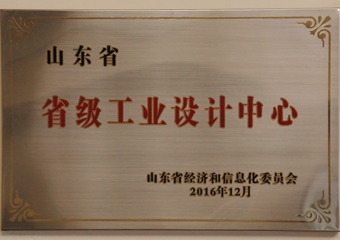 山东省
省级工业设计中心
山东省经济和信息化委员会
2016年12月